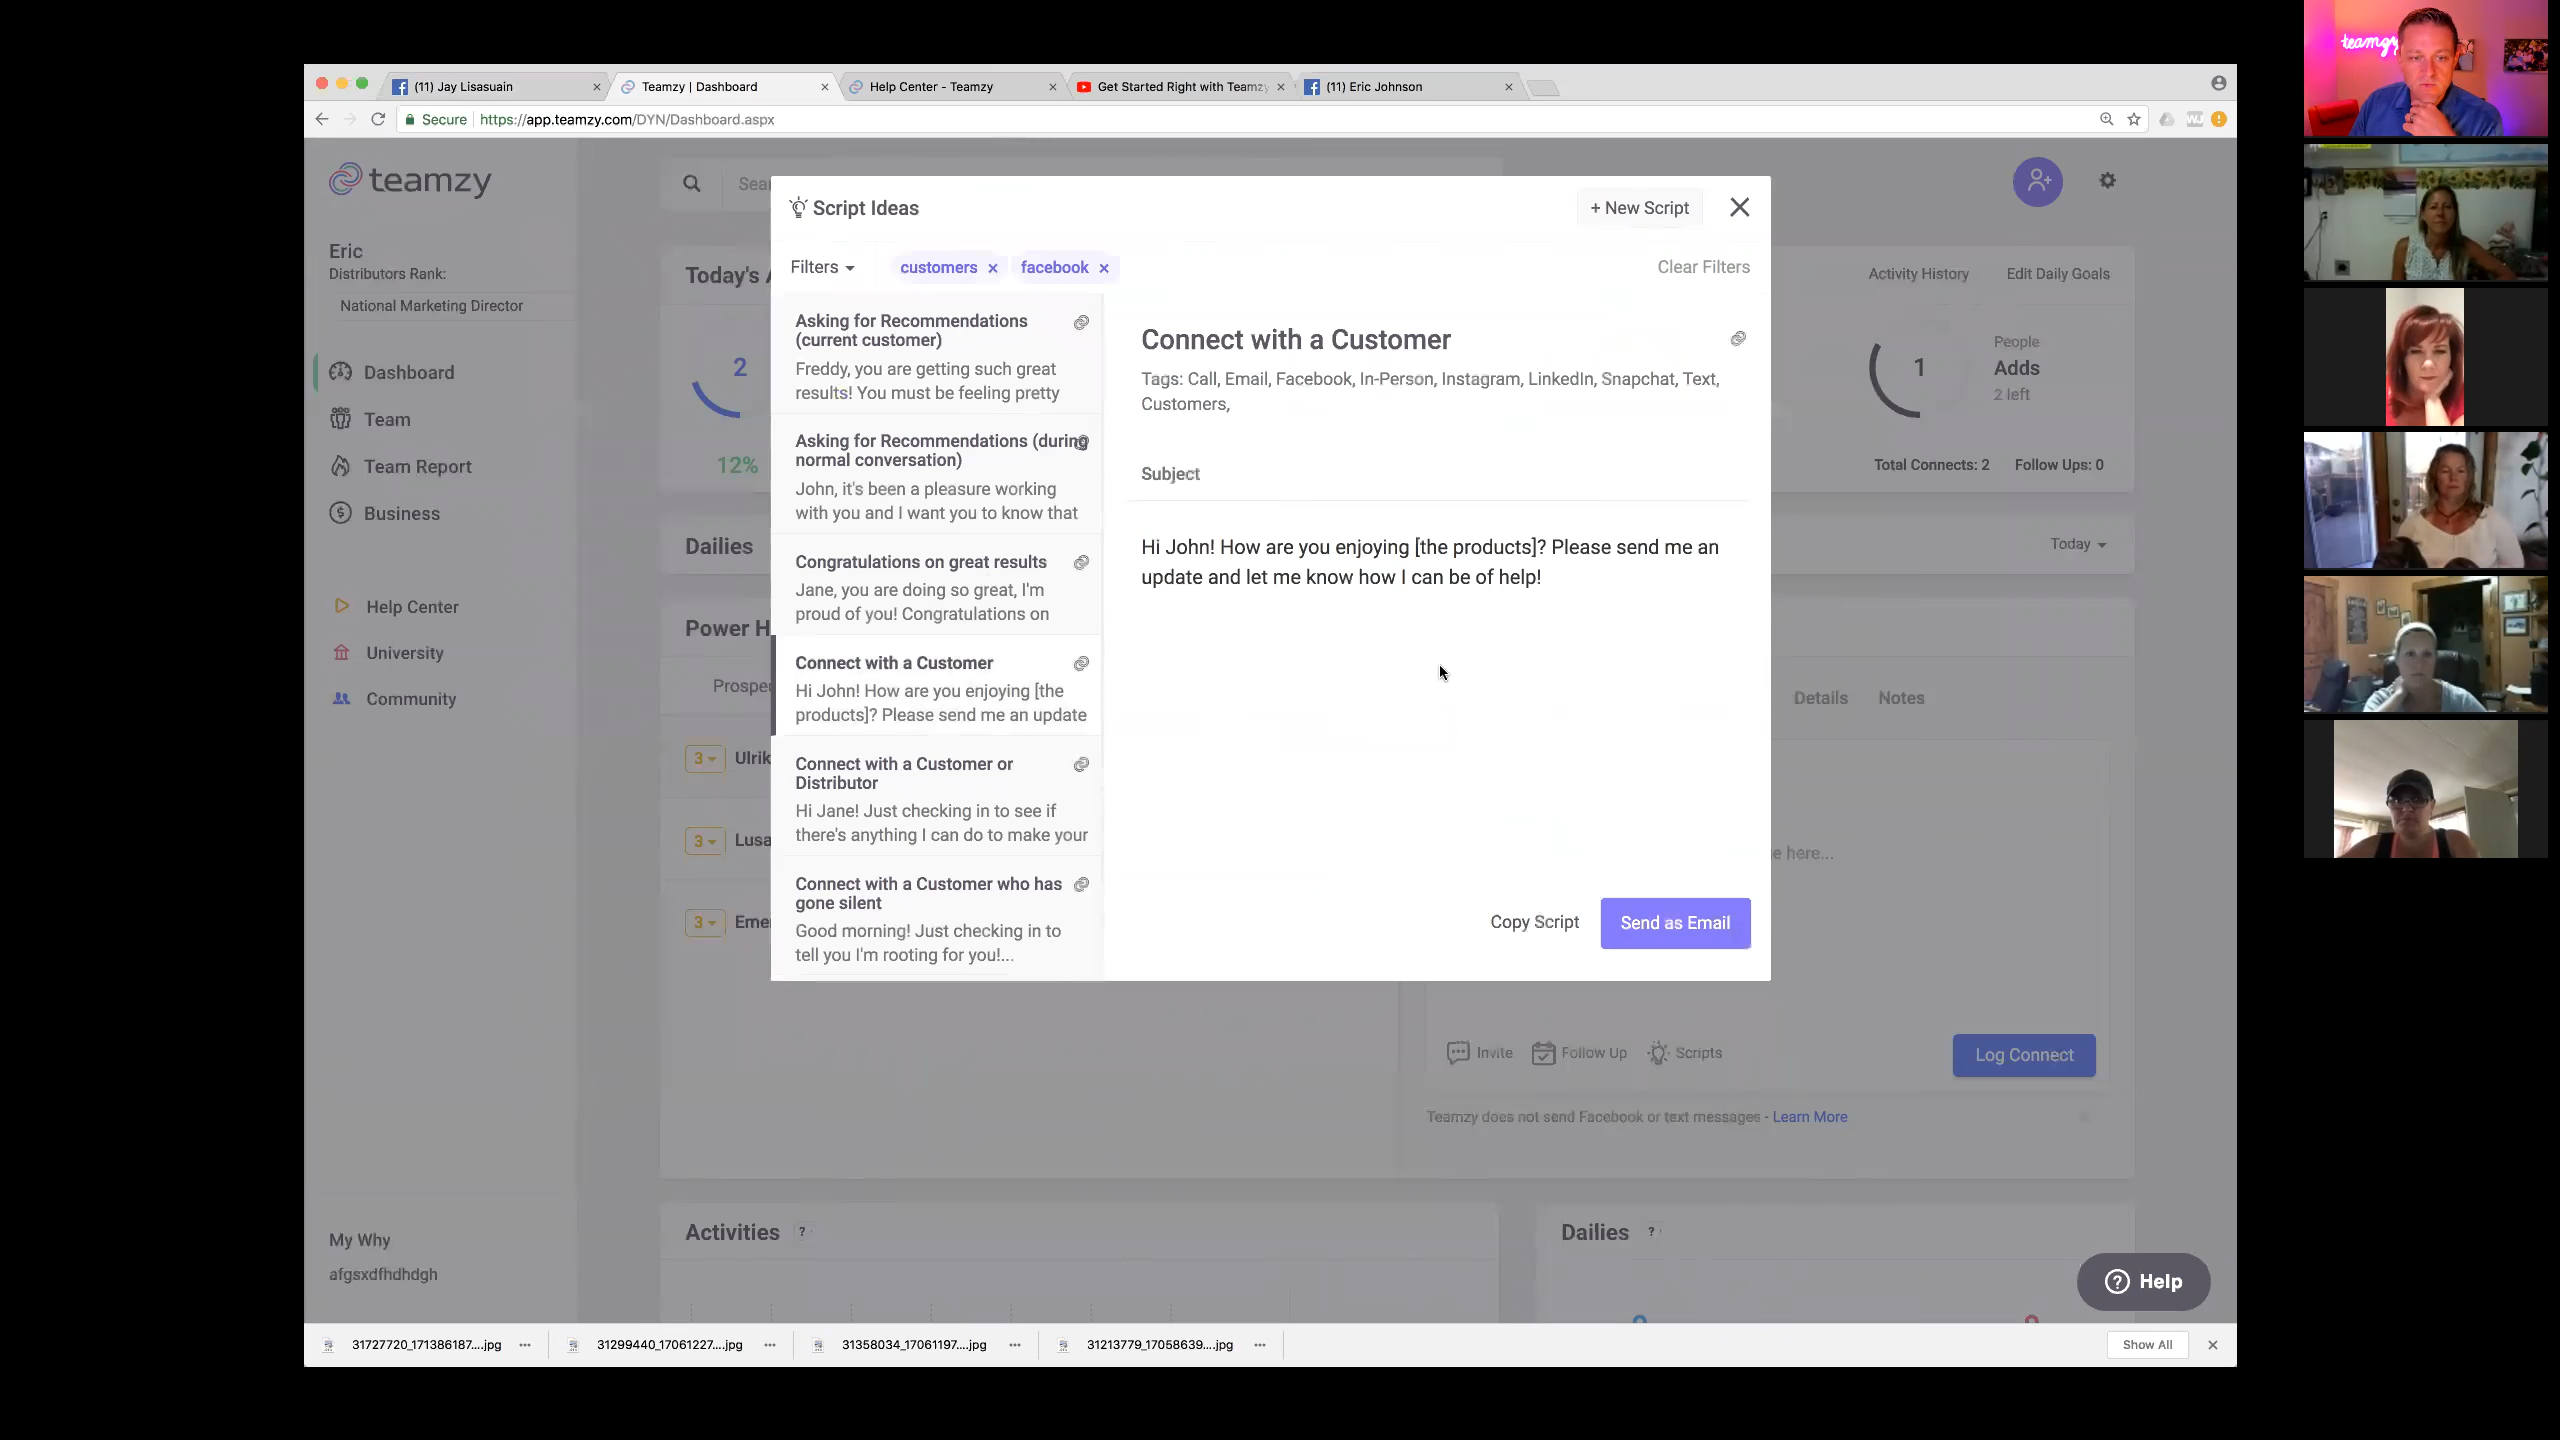 (11) Jay Lisasuain
Teamzy | Dashboard
Help Center - Teamzy
Get Started Right with Teamzy
(11) Eric Johnson
Secure
https://app.teamzy.com/DYN/Dashboard.aspx
teamzy
Eric
Distributors Rank:
National Marketing Director
Dashboard
Team
Team Report
Business
Help Center
University
Community
My Why
afgsxdfhdhdgh
Today's
2
12%
Dailies
Power H
3
3
3
Activity History
Edit Daily Goals
1
People
Adds
2 left
Total Connects: 2
Follow Ups: 0
Today
Details
Notes
here...
Script Ideas
+ New Script
Filters
customers
facebook
Clear Filters
Asking for Recommendations
(current customer)
Freddy, you are getting such great
results! You must be feeling pretty
Asking for Recommendations (during
normal conversation)
John, it's been a pleasure working
with you and I want you to know that
Congratulations on great results
Jane, you are doing so great, I'm
proud of you! Congratulations on
Connect with a Customer
Hi John! How are you enjoying [the
products]? Please send me an update
Connect with a Customer or
Distributor
Hi Jane! Just checking in to see if
there's anything I can do to make your
Connect with a Customer who has
gone silent
Good morning! Just checking in to
tell you I'm rooting for you!...
Connect with a Customer
Tags: Call, Email, Facebook, In-Person, Instagram, LinkedIn, Snapchat, Text,
Customers,
Subject
Hi John! How are you enjoying [the products]? Please send me an
update and let me know how I can be of help!
Copy Script
Send as Email
Invite
Follow Up
Scripts
Log Connect
Teamzy does not send Facebook or text messages - Learn More
Activities ?
Dailies ?
Help
31727720_171386187....jpg
31299440_17061227....jpg
31358034_17061197....jpg
31213779_17058639....jpg
Show All
teamzy